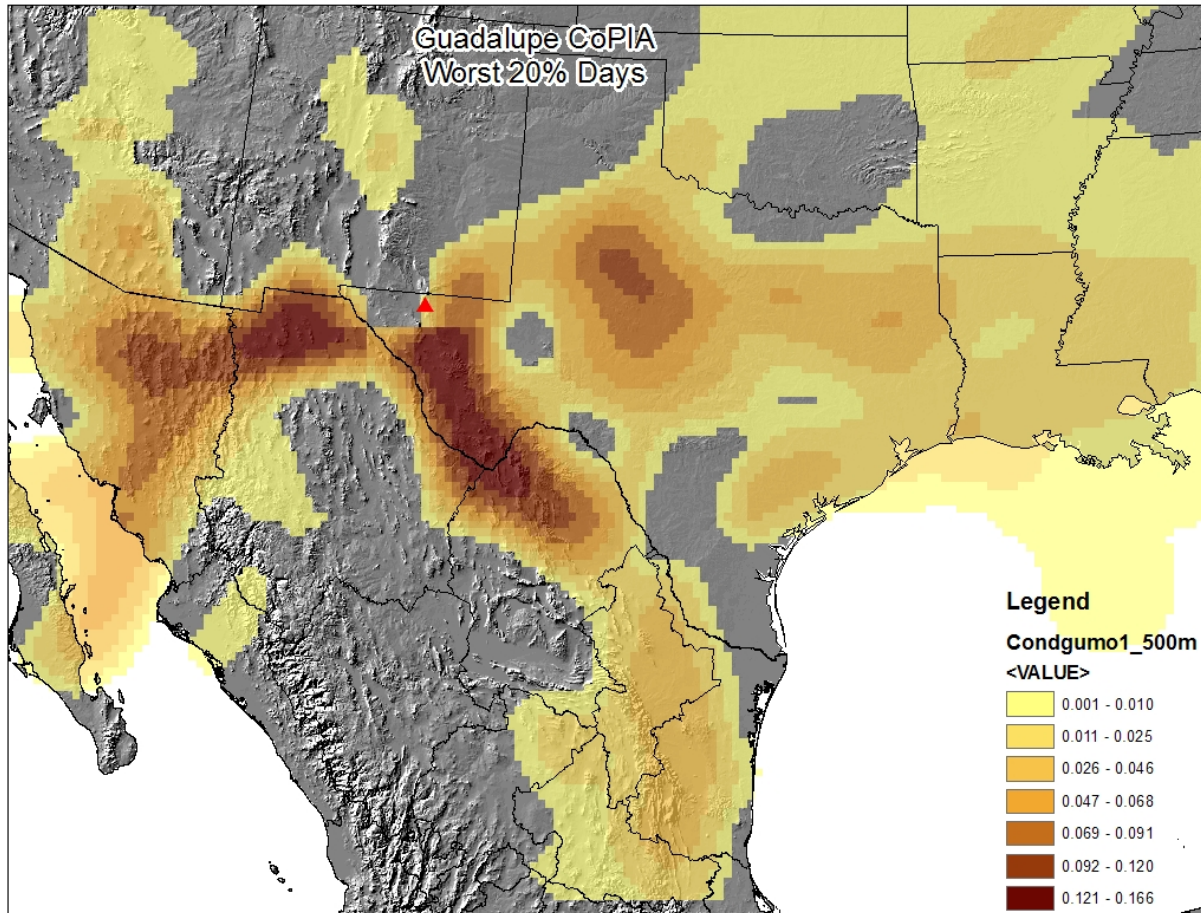 Guadalupe CoPIA
Worst 20% Days
Legend
Condgumo1_500m
<VALUE>
0.001 - 0.010
0.011 - 0.025
0.026 - 0.046
0.047 - 0.068
0.069 - 0.091
0.092 - 0.120
0.121 - 0.166